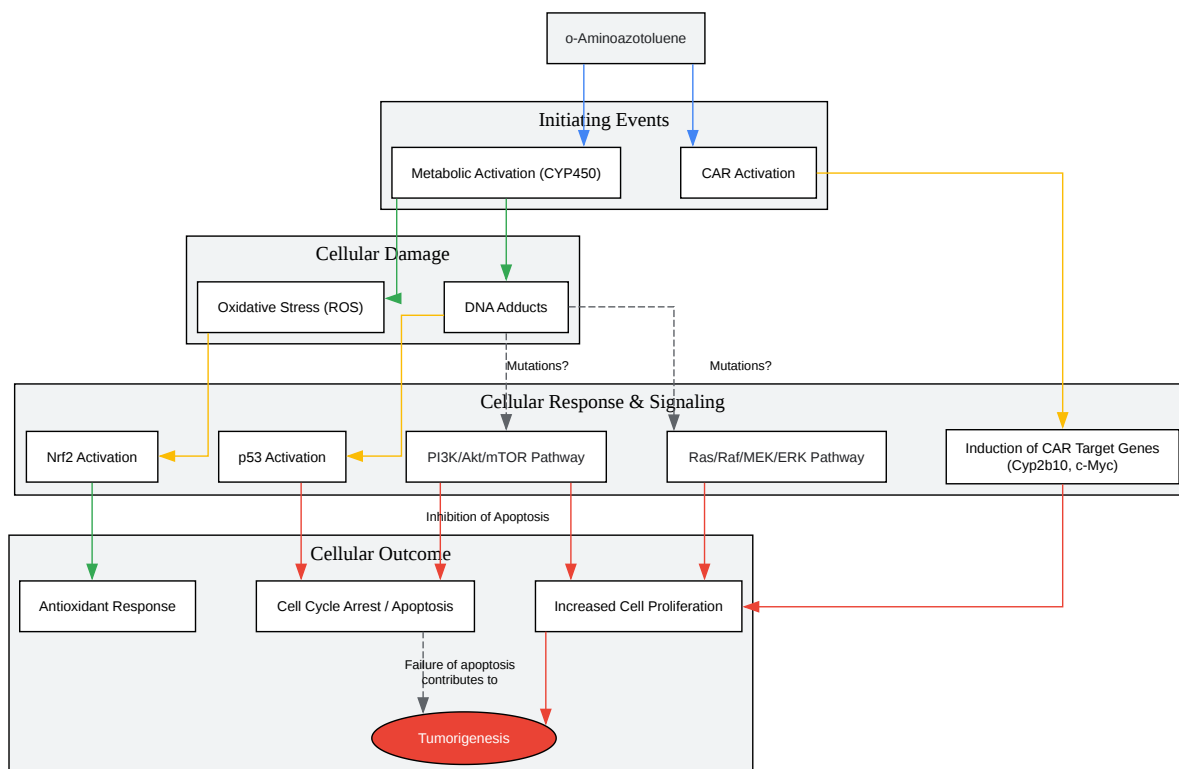 o-Aminoazotoluene
Initiating Events
Metabolic Activation (CYP450)
CAR Activation
Cellular Damage
Oxidative Stress (ROS)
DNA Adducts
Mutations?
Mutations?
Cellular Response & Signaling
Nrf2 Activation
p53 Activation
PI3K/Akt/mTOR Pathway
Ras/Raf/MEK/ERK Pathway
Induction of CAR Target Genes
(Cyp2b10, c-Myc)
Inhibition of Apoptosis
Cellular Outcome
Antioxidant Response
Cell Cycle Arrest / Apoptosis
Increased Cell Proliferation
Failure of apoptosis
contributes to
Tumorigenesis